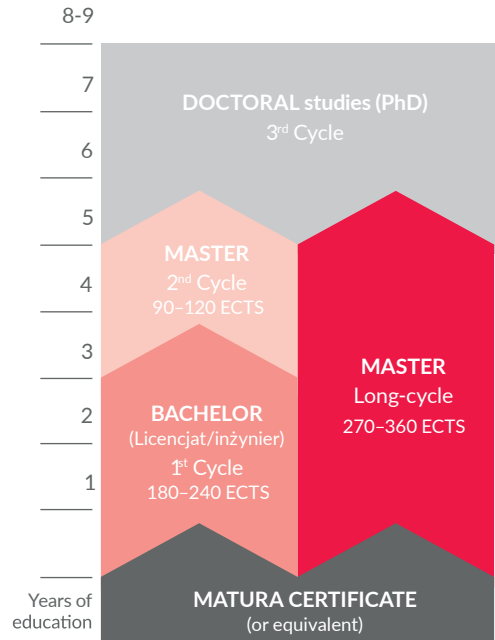 8-9
7
DOCTORAL studies (PhD)
3rd Cycle
6
5
MASTER
2nd Cycle
90–120 ECTS
4
3
MASTER
Long-cycle
270–360 ECTS
2
BACHELOR
(Licencjat/inżynier)
1st Cycle
180–240 ECTS
1
Years of
education
MATURA CERTIFICATE
(or equivalent)